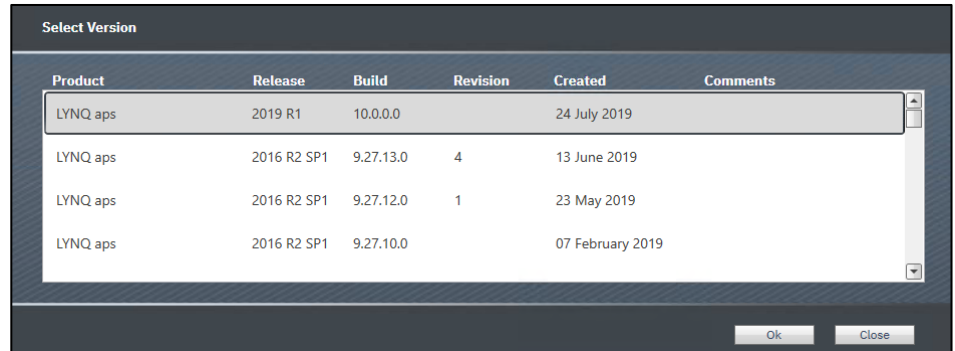 Select Version
Product Release Build Revision Created Comments
LYNQ aps 2019 R1 10.0.0.0 24 July 2019
LYNQ aps 2016 R2 SP1 9.27.13.0 4 13 June 2019
LYNQ aps 2016 R2 SP1 9.27.12.0 1 23 May 2019
LYNQ aps 2016 R2 SP1 9.27.10.0 07 February 2019
Ok Close